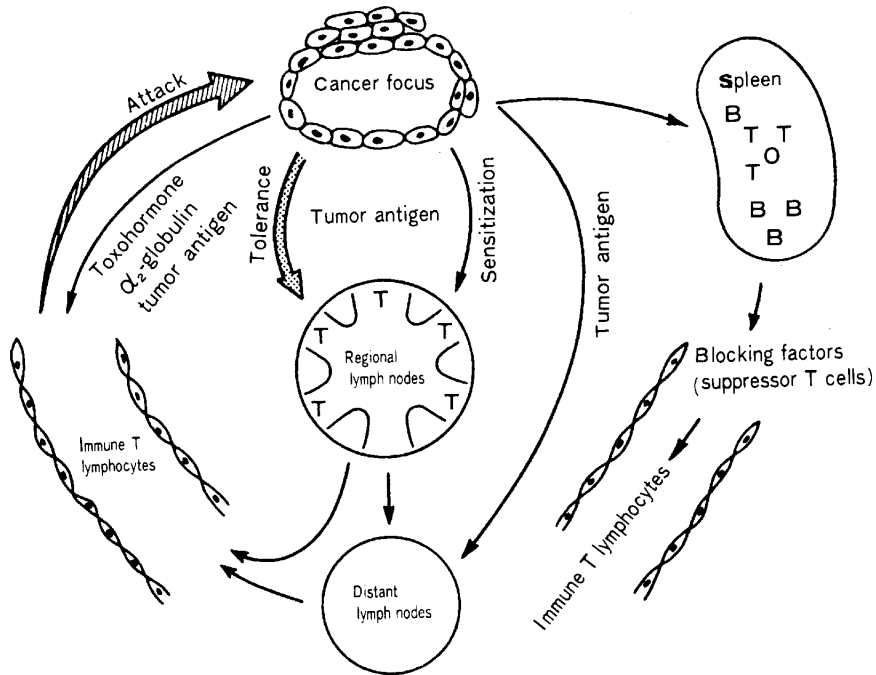 Cancer focus
Attack
Toxohormone
α₂-globulin
tumor antigen
Tolerance
Tumor antigen
Sensitization
Tumor antigen
Spleen
B
T T
O
T
B B
B
T
T T
Regional
lymph nodes
T T
Blocking factors
(suppressor T cells)
Immune T
lymphocytes
Immune T lymphocytes
Distant
lymph nodes